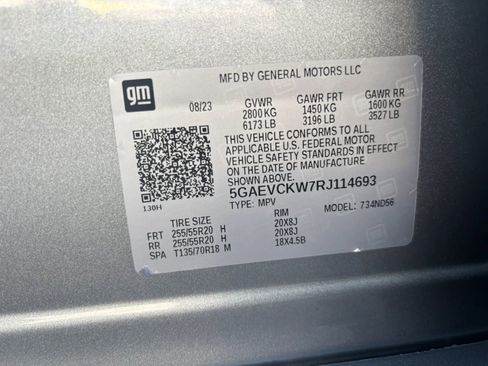 gm
MFD BY GENERAL MOTORS LLC
08/23 GVWR GAWR FRT GAWR RR
2800 KG 1450 KG 1600 KG
6173 LB 3196 LB 3527 LB
THIS VEHICLE CONFORMS TO ALL
APPLICABLE U.S. FEDERAL MOTOR
VEHICLE SAFETY STANDARDS IN EFFECT
ON THE DATE OF MANUFACTURE
SHOWN ABOVE.
5GAEVCKW7RJ114693
130H TYPE: MPV MODEL: 734ND56
TIRE SIZE RIM
FRT 255/55R20 H 20X8J
RR 255/55R20 H 20X8J
SPA T135/70R18 M 18X4.5B